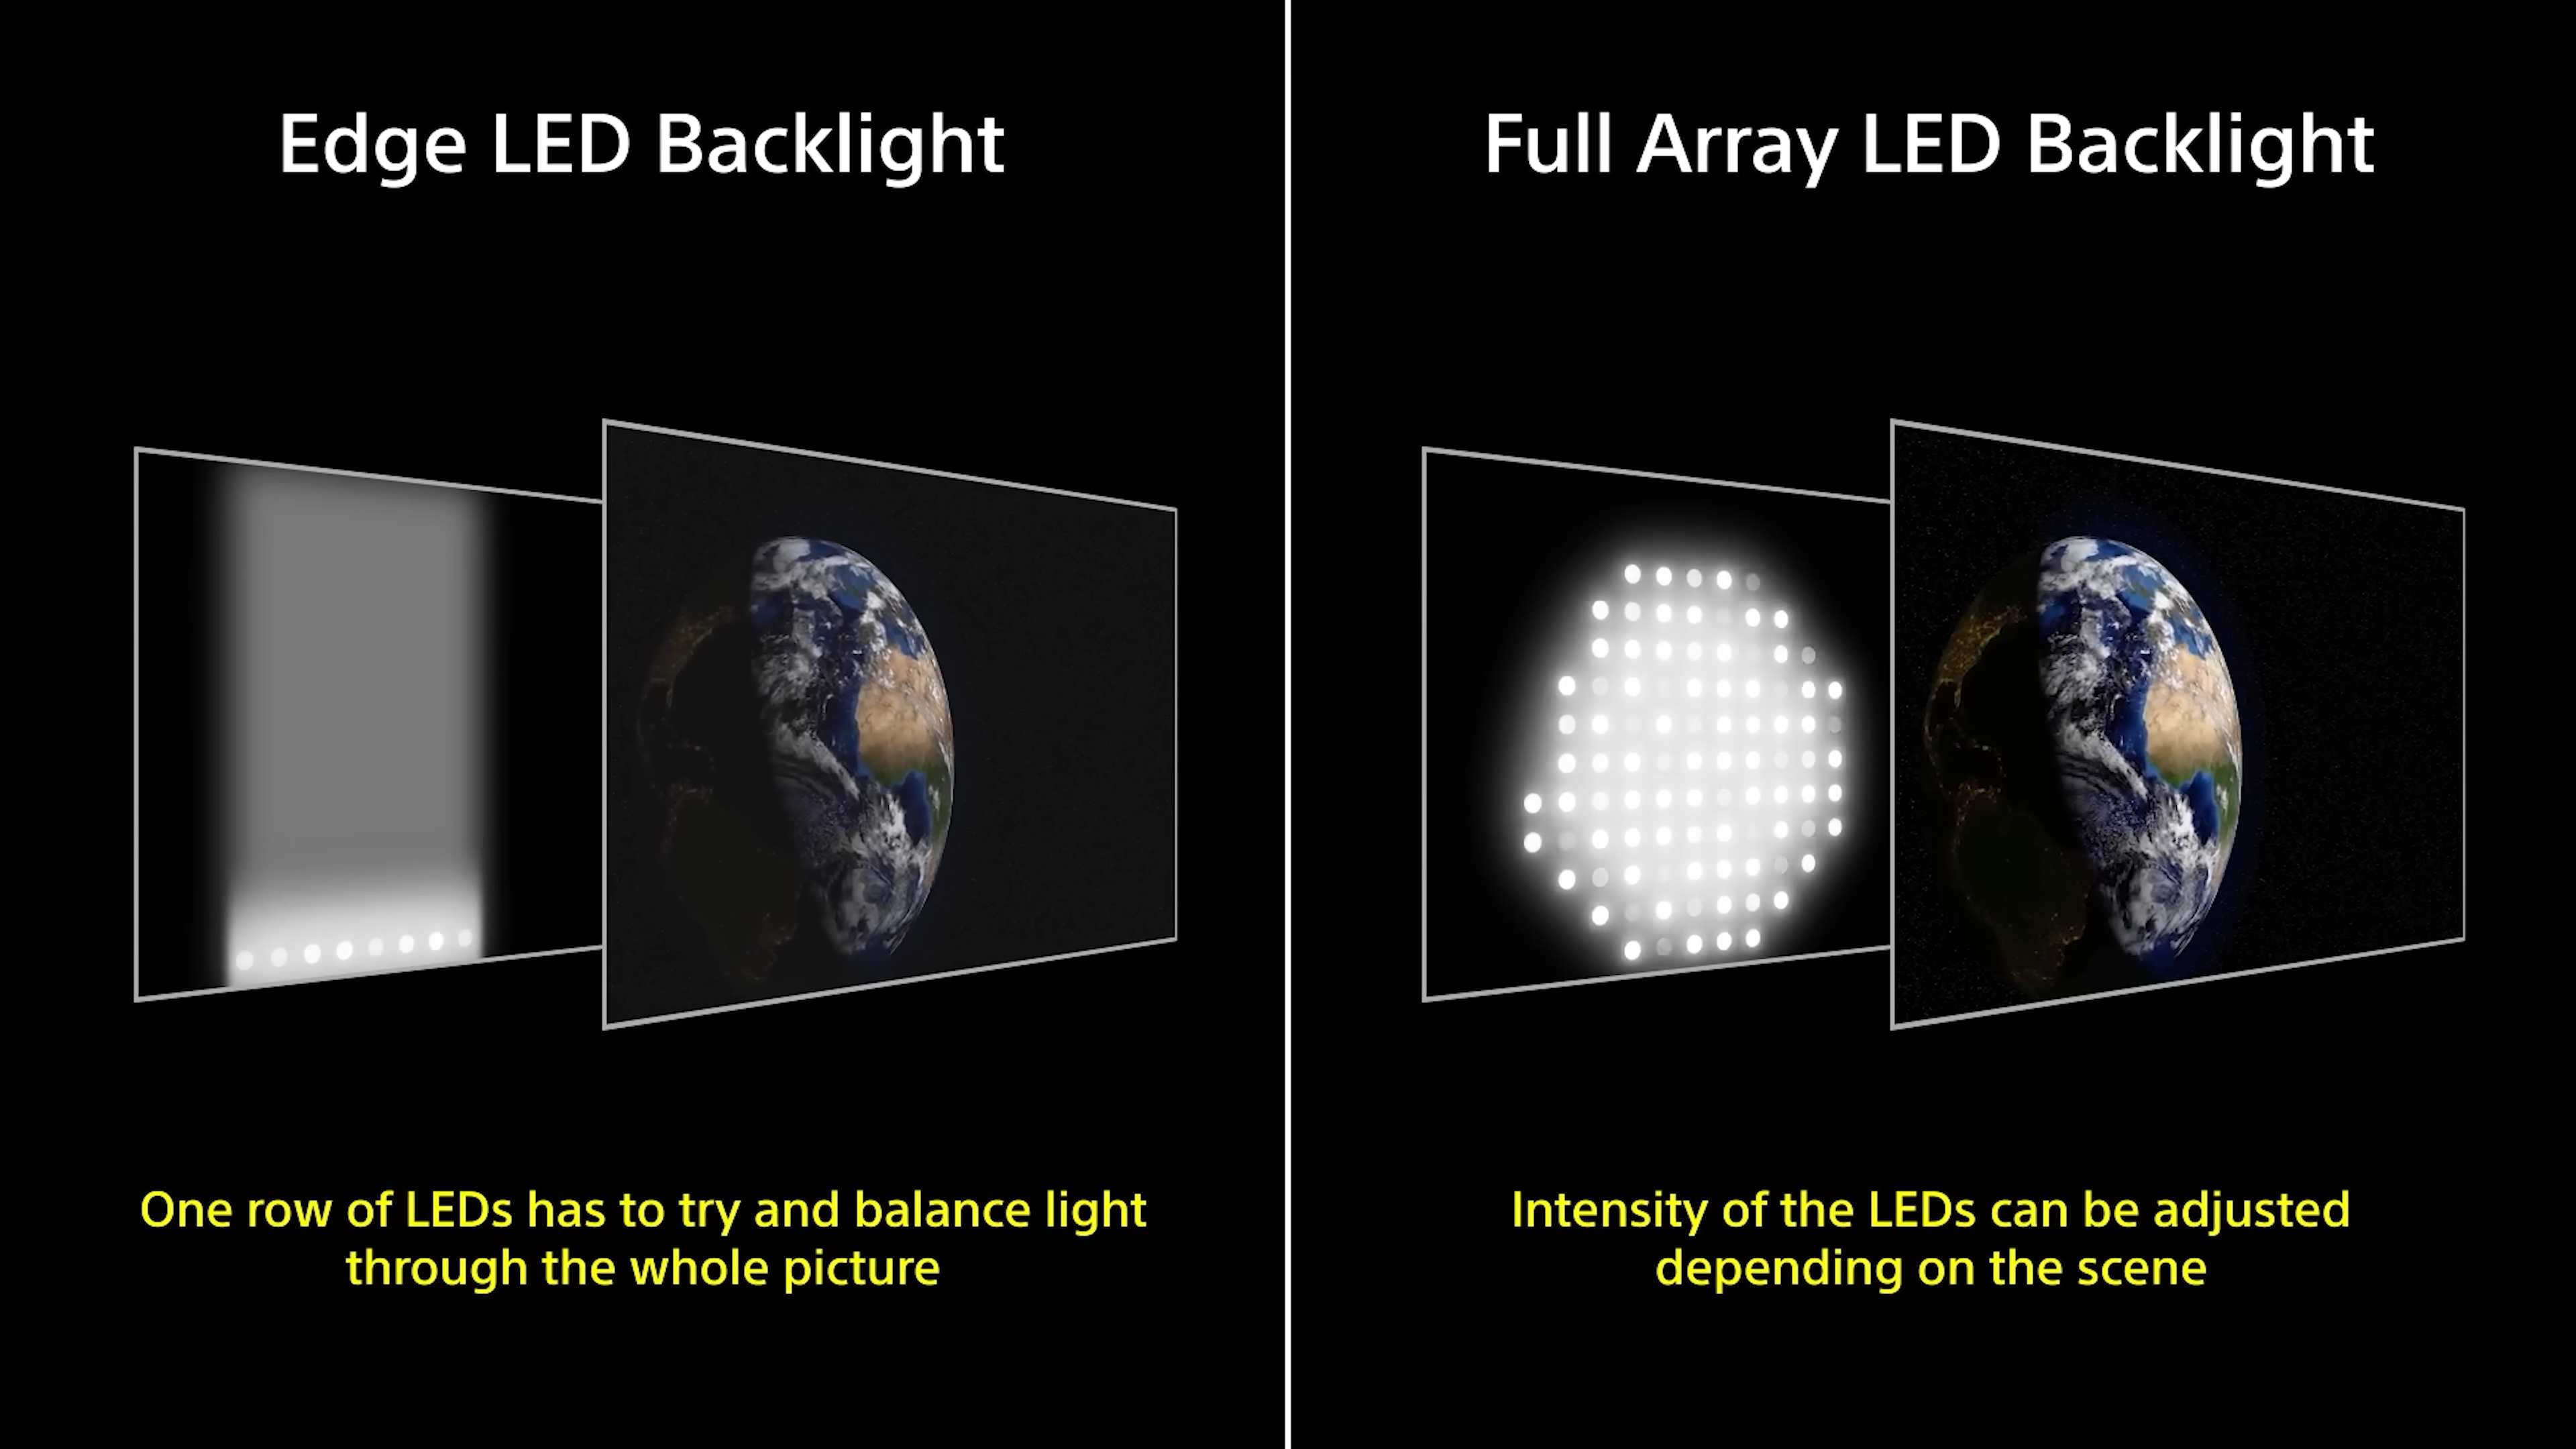 Edge LED Backlight
One row of LEDs has to try and balance light
through the whole picture
Full Array LED Backlight
Intensity of the LEDs can be adjusted
depending on the scene